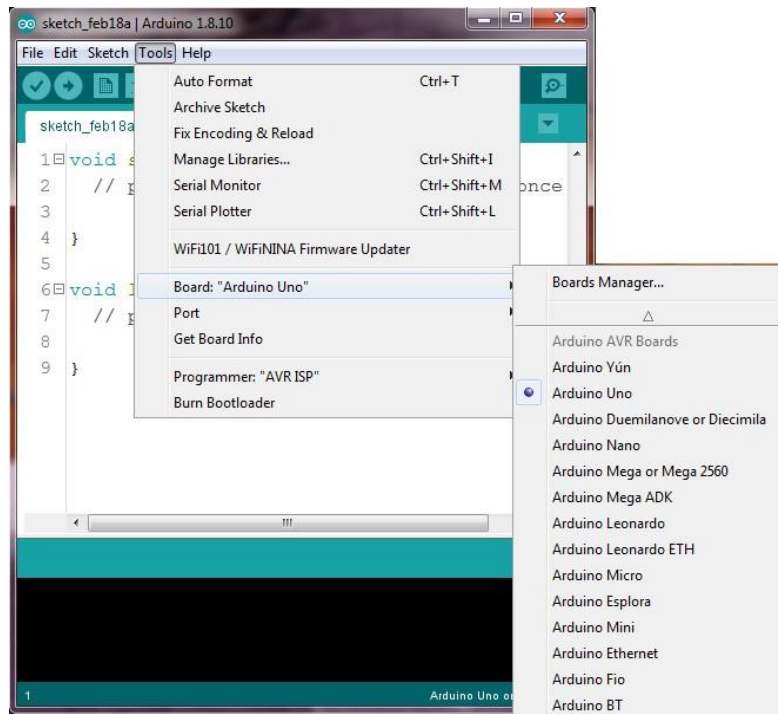 sketch_feb18a | Arduino 1.8.10
File Edit Sketch Tools Help
sketch_feb18a
Auto Format Ctrl+T
Archive Sketch
Fix Encoding & Reload
Manage Libraries... Ctrl+Shift+I
Serial Monitor Ctrl+Shift+M
Serial Plotter Ctrl+Shift+L
WiFi101 / WiFiNINA Firmware Updater
Board: "Arduino Uno"
Port
Get Board Info
Programmer: "AVR ISP"
Burn Bootloader
1 void s
2 // p once
3
4 }
5
6 void l
7 // p
8
9 }
Boards Manager...
Arduino AVR Boards
Arduino Yún
Arduino Uno
Arduino Duemilanove or Diecimila
Arduino Nano
Arduino Mega or Mega 2560
Arduino Mega ADK
Arduino Leonardo
Arduino Leonardo ETH
Arduino Micro
Arduino Esplora
Arduino Mini
Arduino Ethernet
Arduino Fio
Arduino BT
1 Arduino Uno o